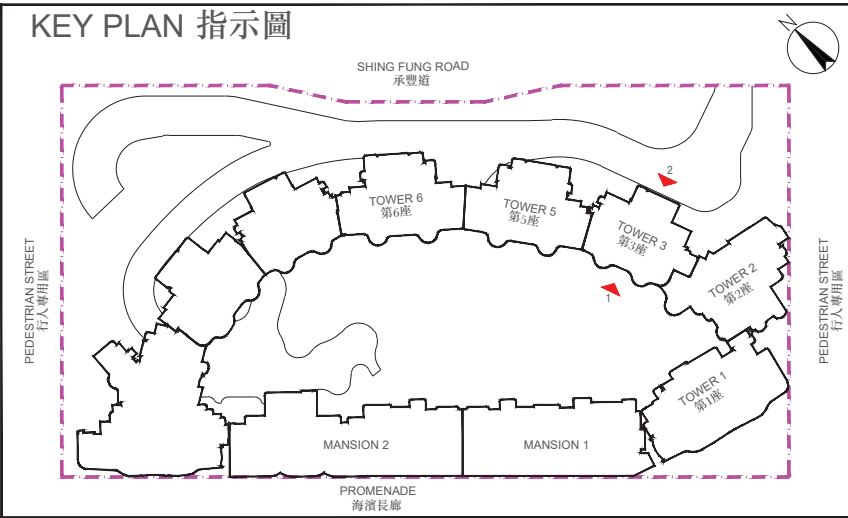 KEY PLAN 指示圖
N
SHING FUNG ROAD
承豐道
2
TOWER 6
第6座
TOWER 5
第5座
TOWER 3
第3座
TOWER 2
第2座
1
PEDESTRIAN STREET
行人專用區
PEDESTRIAN STREET
行人專用區
TOWER 1
第1座
MANSION 2
MANSION 1
PROMENADE
海濱長廊